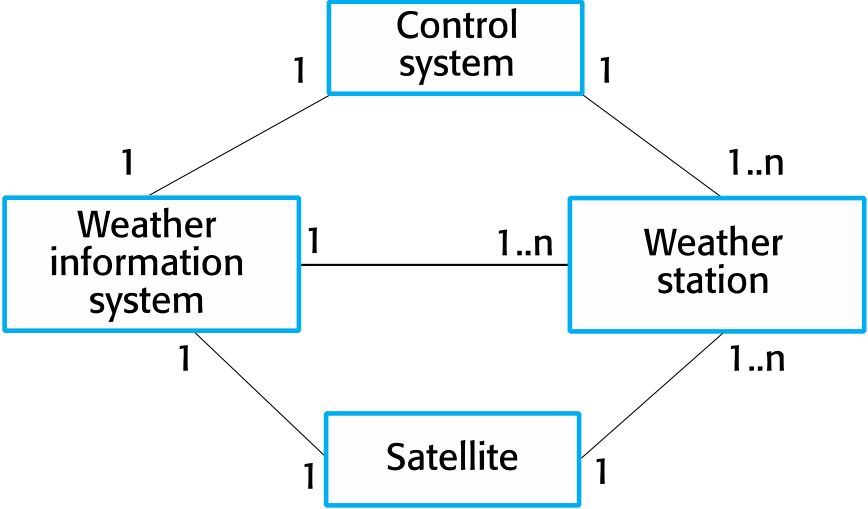 Control
system
1
1
1
1..n
Weather
information
system
1
1..n
Weather
station
1
1..n
Satellite
1
1